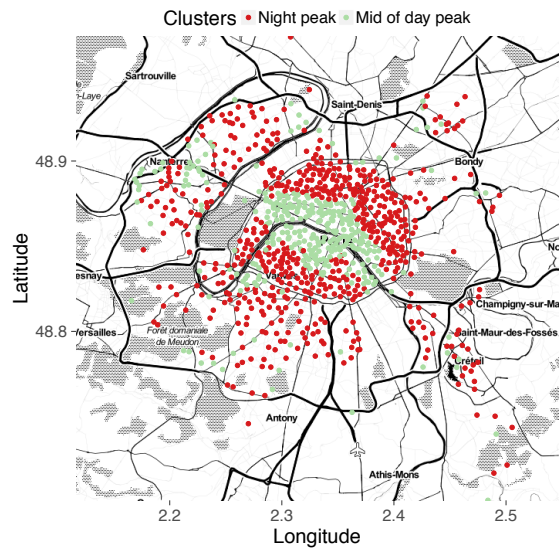 Clusters Night peak Mid of day peak
Sartrouville
-Laye
Saint-Denis
48.9
Nanterre
Bondy
Latitude
Champigny-sur-Ma
48.8
Versailles
Saint-Maur-des-Fossés
Forêt domaniale
de Meudon
Créteil
Antony
Athis-Mons
2.2 2.3 2.4 2.5
Longitude